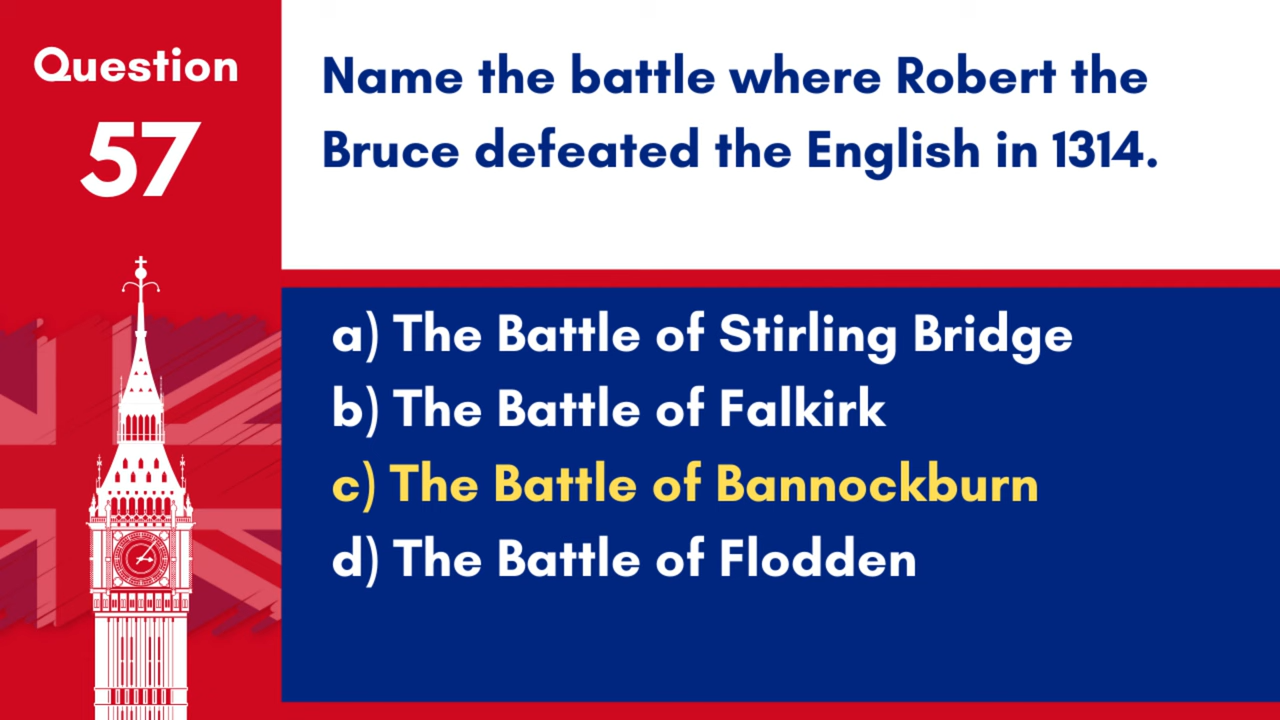 Question
57
Name the battle where Robert the
Bruce defeated the English in 1314.
a) The Battle of Stirling Bridge
b) The Battle of Falkirk
c) The Battle of Bannockburn
d) The Battle of Flodden